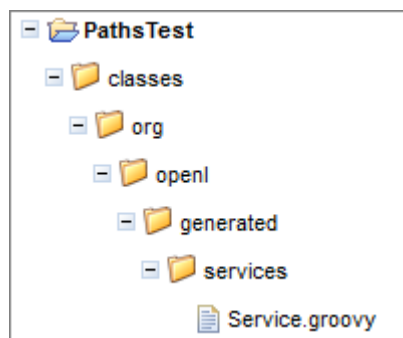 PathsTest
classes
org
openl
generated
services
Service.groovy